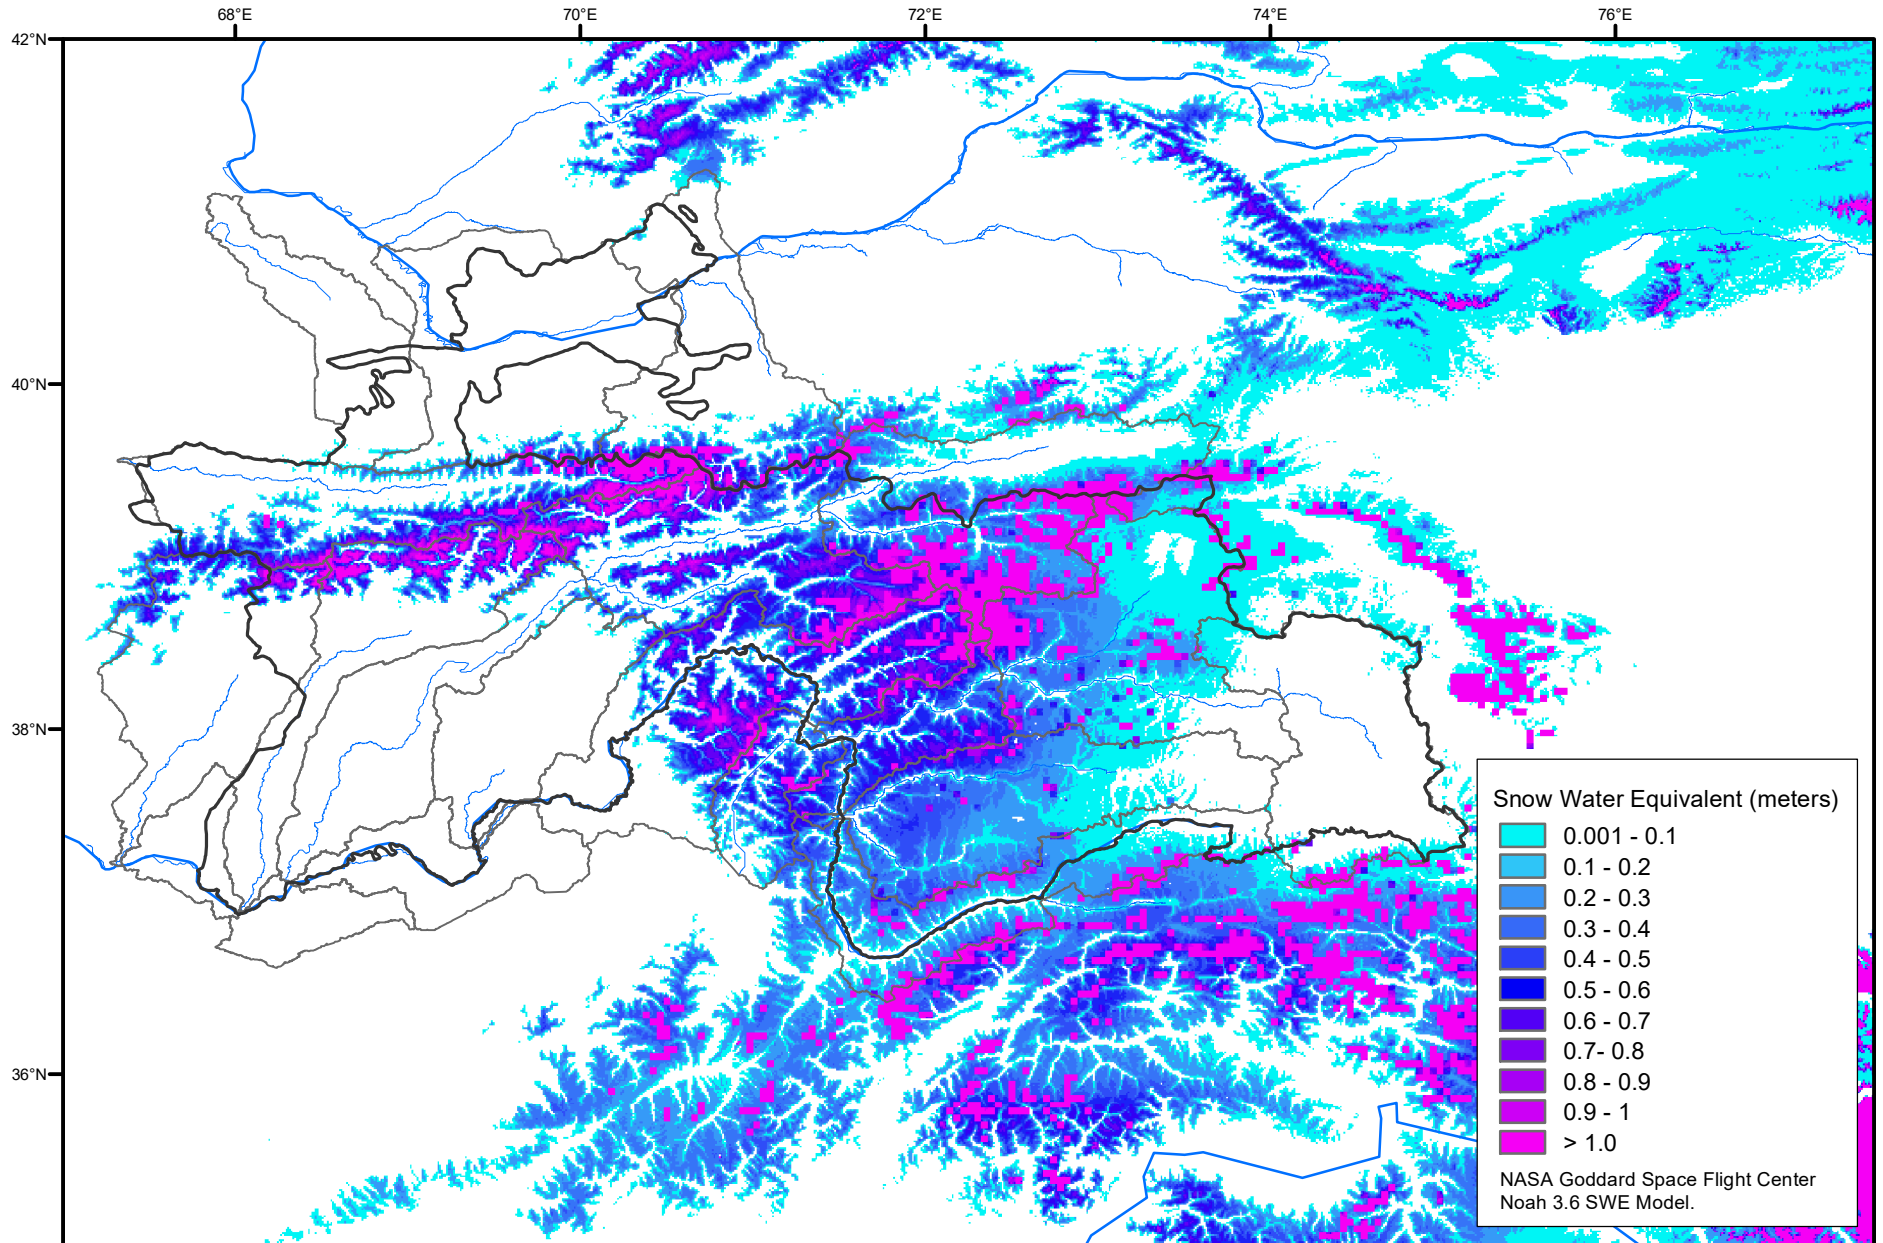 68°E 70°E 72°E 74°E 76°E
42°N
40°N
38°N
36°N
Snow Water Equivalent (meters)
0.001 - 0.1
0.1 - 0.2
0.2 - 0.3
0.3 - 0.4
0.4 - 0.5
0.5 - 0.6
0.6 - 0.7
0.7- 0.8
0.8 - 0.9
0.9 - 1
> 1.0
NASA Goddard Space Flight Center
Noah 3.6 SWE Model.